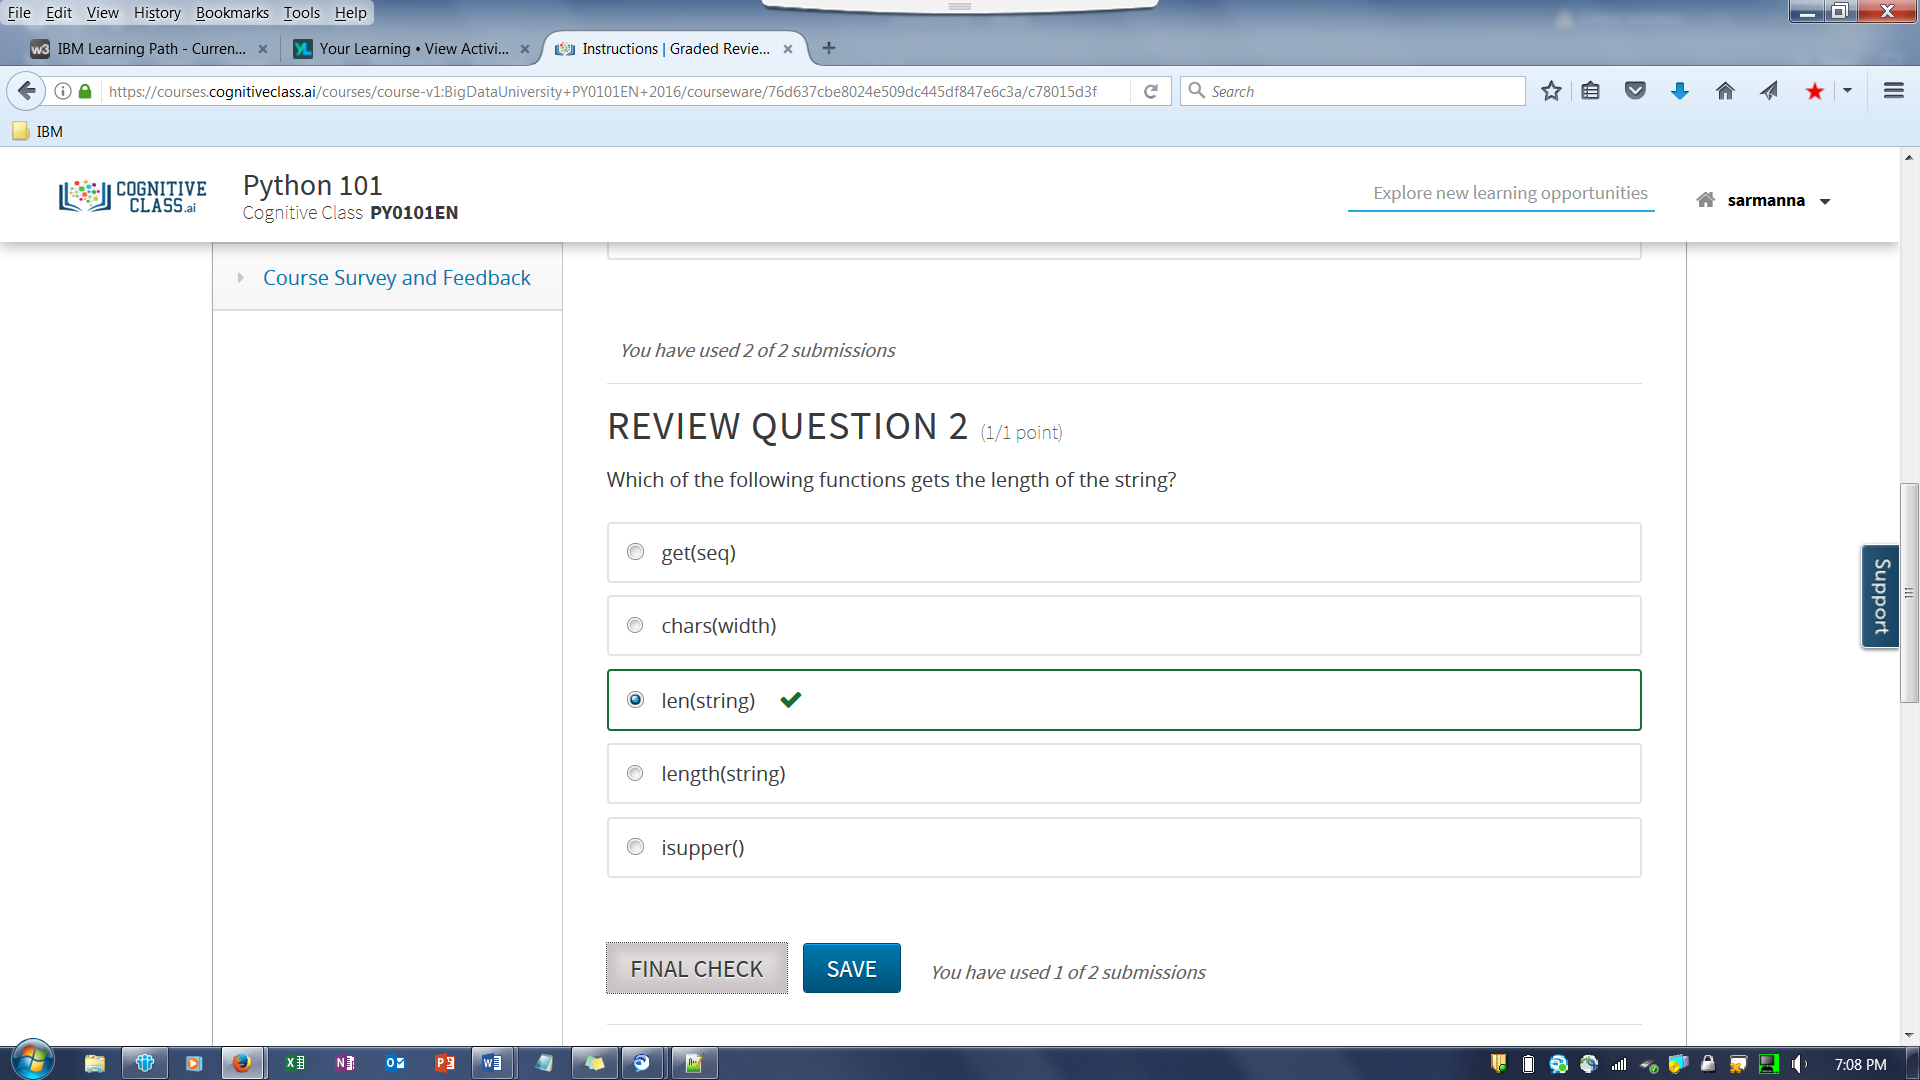 File Edit View History Bookmarks Tools Help
w3 IBM Learning Path - Curren... × YL Your Learning • View Activi... × Instructions | Graded Revie... × +
https://courses.cognitiveclass.ai/courses/course-v1:BigDataUniversity+PY0101EN+2016/courseware/76d637cbe8024e509dc445df847e6c3a/c78015d3f
Search
IBM
COGNITIVE
CLASS.ai
Python 101
Cognitive Class PY0101EN
Explore new learning opportunities
sarmanna
Course Survey and Feedback
You have used 2 of 2 submissions
REVIEW QUESTION 2 (1/1 point)
Which of the following functions gets the length of the string?
get(seq)
chars(width)
len(string)
length(string)
isupper()
FINAL CHECK SAVE You have used 1 of 2 submissions
Support
7:08 PM